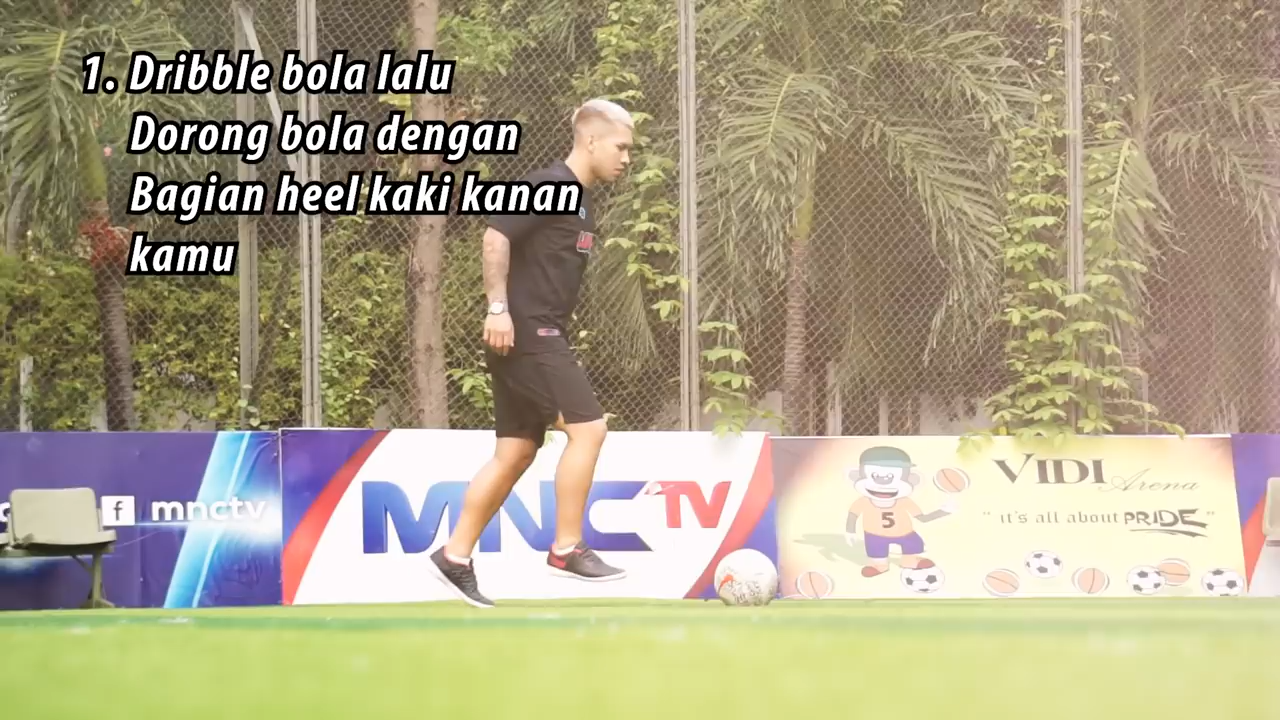 1. Dribble bola lalu
Dorong bola dengan
Bagian heel kaki kanan
kamu
f mnctv
MNCTV
VIDI
Arena
" it's all about PRIDE "
5